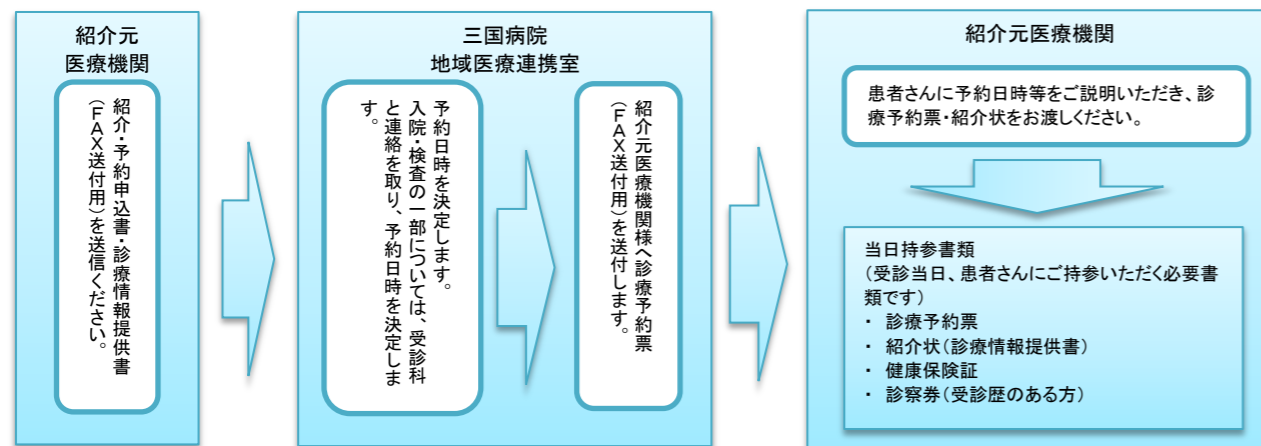 紹介元
医療機関
紹介・予約申込書・診療情報提供書
(FAX送付用)を送信ください。
三国病院
地域医療連携室
予約日時を決定します。
入院・検査の一部については、受診科
と連絡を取り、予約日時を決定しま
す。
紹介元医療機関様へ診療予約票
(FAX送付用)を送付します。
紹介元医療機関
患者さんに予約日時等をご説明いただき、診
療予約票・紹介状をお渡しください。
当日持参書類
(受診当日、患者さんにご持参いただく必要書
類です)
・ 診療予約票
・ 紹介状(診療情報提供書)
・ 健康保険証
・ 診察券(受診歴のある方)